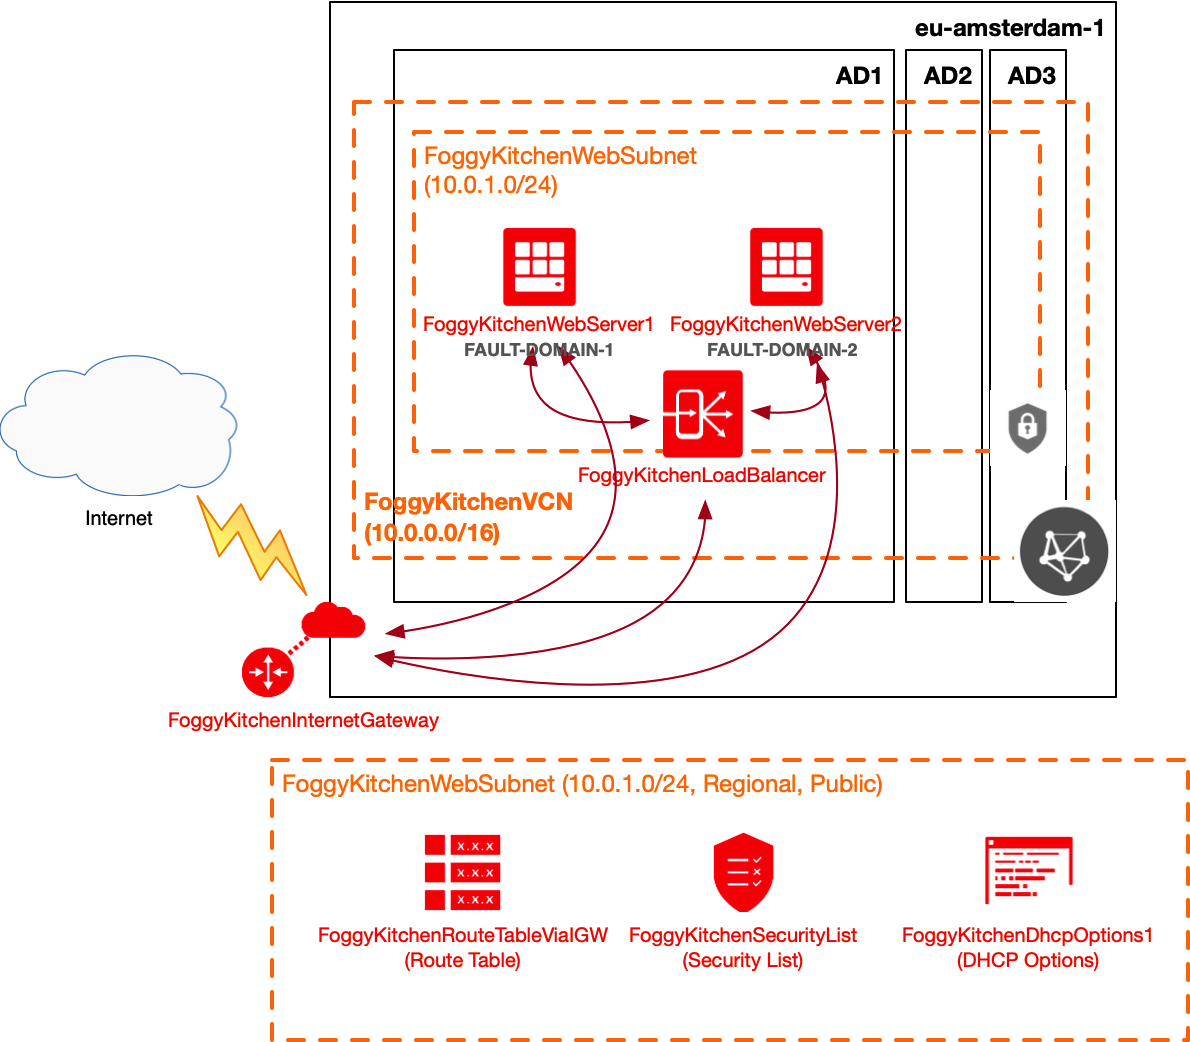 eu-amsterdam-1
AD1
AD2
AD3
FoggyKitchenWebSubnet
(10.0.1.0/24)
FoggyKitchenWebServer1
FAULT-DOMAIN-1
FoggyKitchenWebServer2
FAULT-DOMAIN-2
FoggyKitchenLoadBalancer
FoggyKitchenVCN
(10.0.0.0/16)
Internet
FoggyKitchenInternetGateway
FoggyKitchenWebSubnet (10.0.1.0/24, Regional, Public)
X.X.X
X.X.X
X.X.X
FoggyKitchenRouteTableViaIGW
(Route Table)
FoggyKitchenSecurityList
(Security List)
FoggyKitchenDhcpOptions1
(DHCP Options)